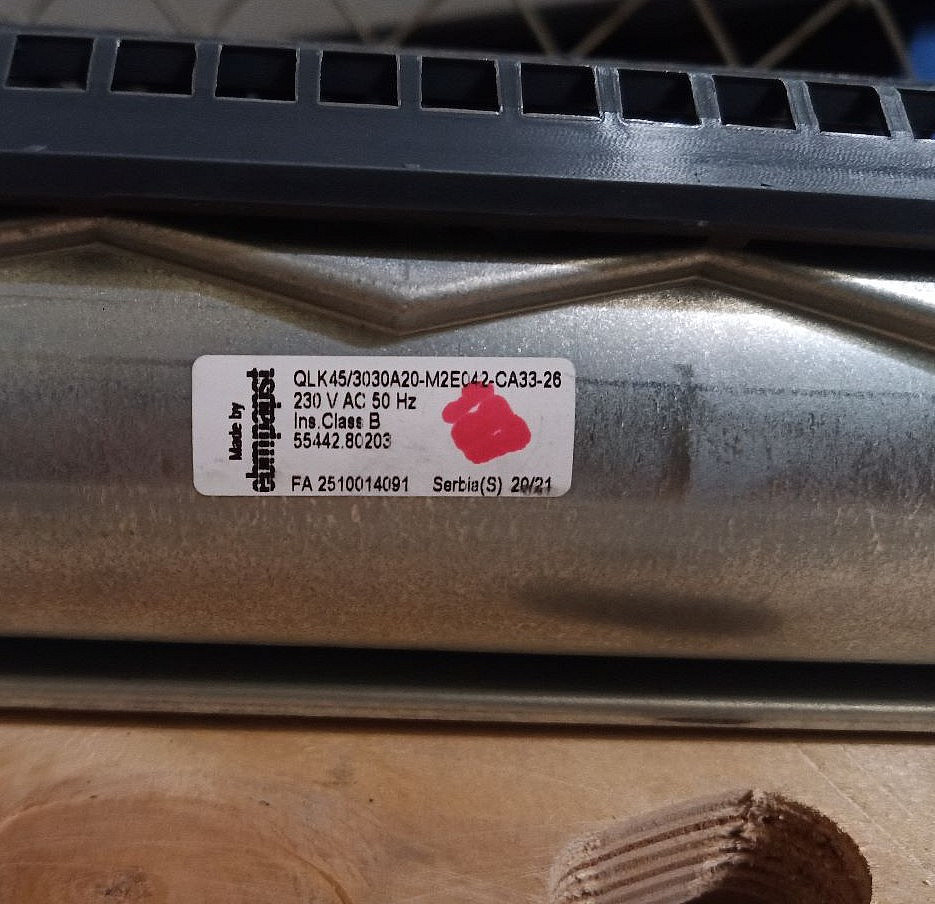 Made by
ebmpapst
QLK45/3030A20-M2E042-CA33-26
230 V AC 50 Hz
Ins.Class B
55442.80203
FA 2510014091 Serbia(S) 20/21